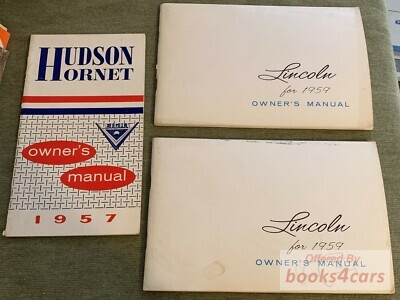 HUDSON
HORNET
owner's
manual
1957
Lincoln
for 1959
OWNER'S MANUAL
Lincoln
for 1959
OWNER'S MANUAL
Offered By
books4cars